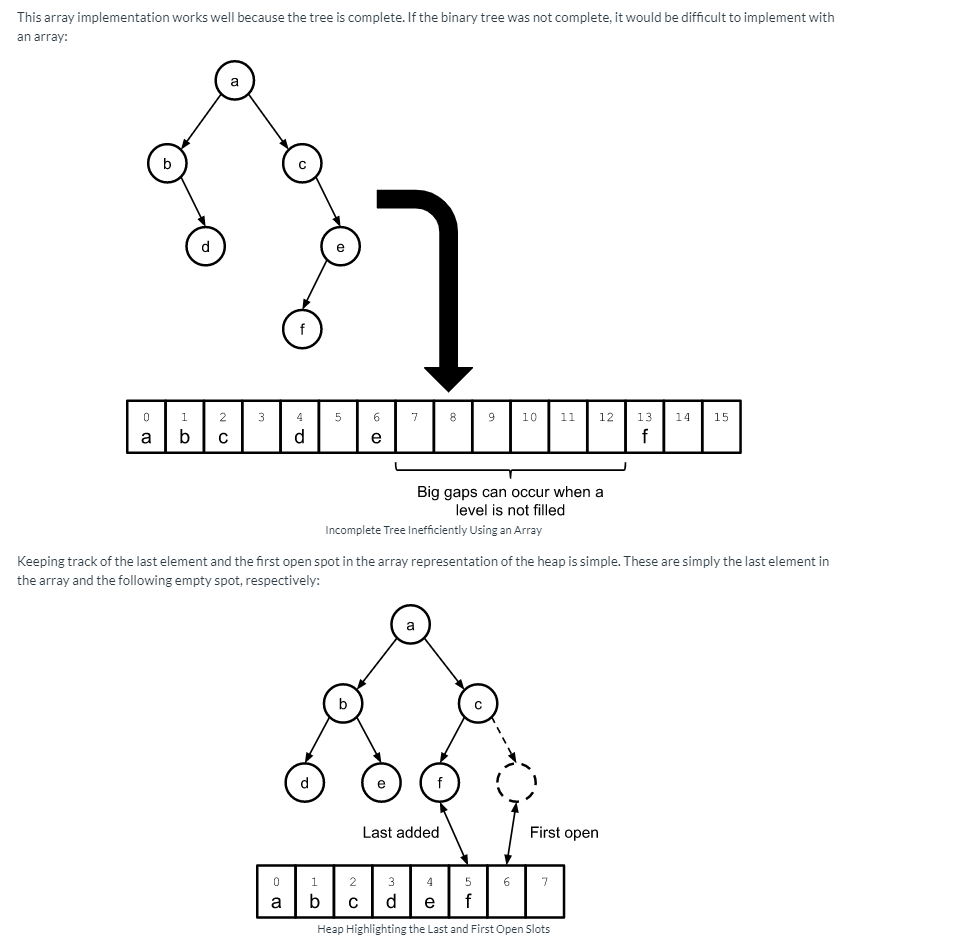 This array implementation works well because the tree is complete. If the binary tree was not complete, it would be difficult to implement with
an array:
a
b
c
d
e
f
0 1 2 3 4 5 6 7 8 9 10 11 12 13 14 15
a b c d e f
Big gaps can occur when a
level is not filled
Incomplete Tree Inefficiently Using an Array
Keeping track of the last element and the first open spot in the array representation of the heap is simple. These are simply the last element in
the array and the following empty spot, respectively:
a
b
c
d
e
f
Last added
First open
0 1 2 3 4 5 6 7
a b c d e f
Heap Highlighting the Last and First Open Slots